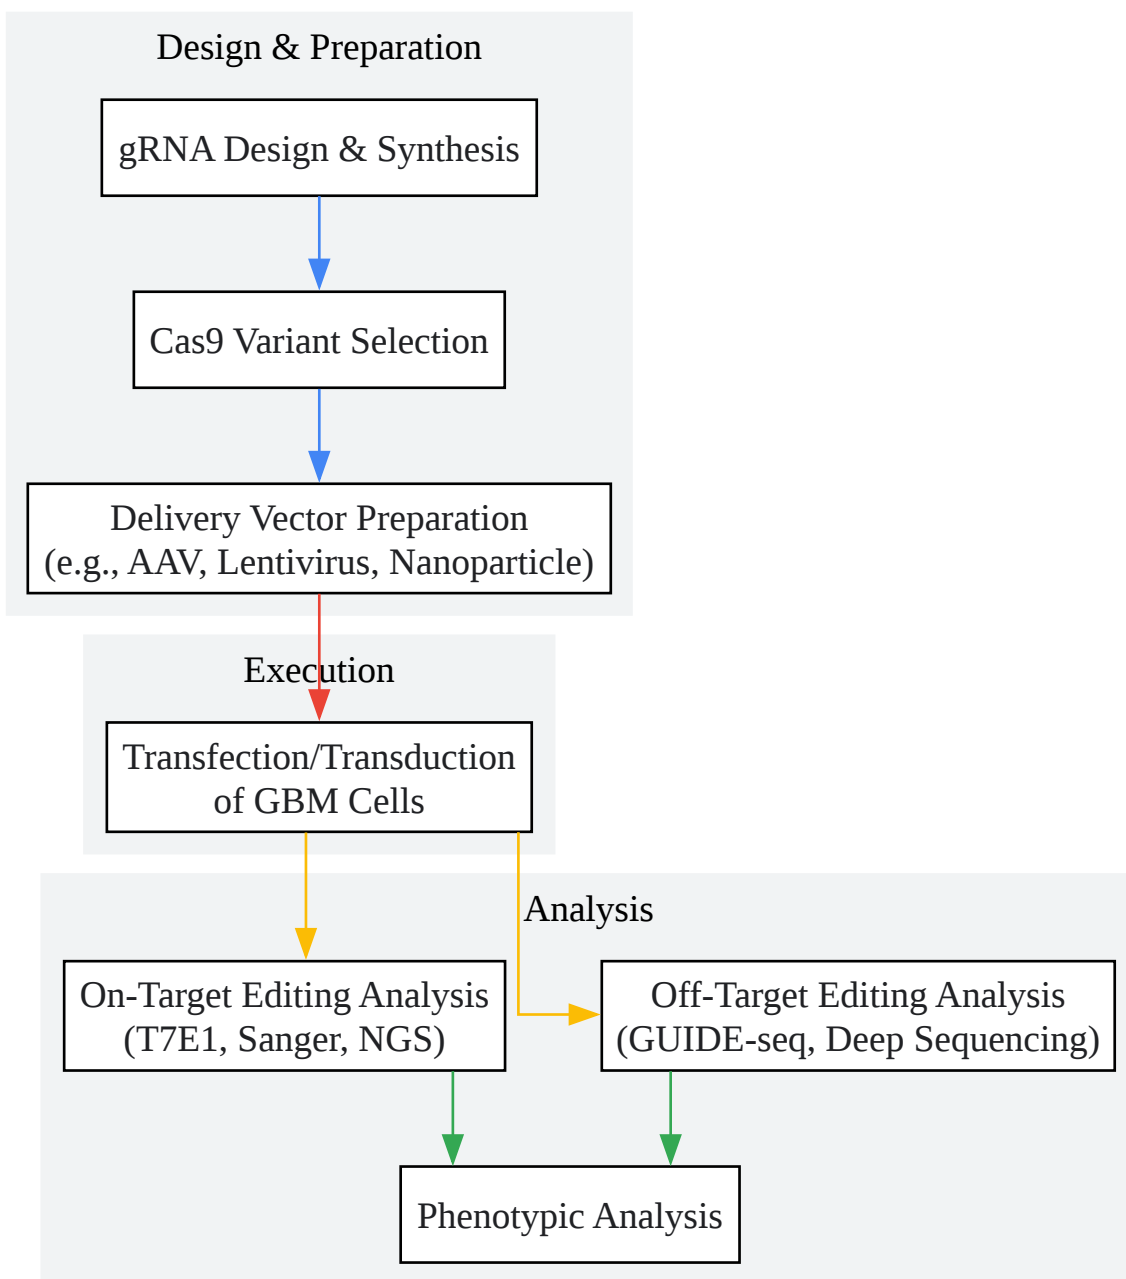 Design & Preparation
gRNA Design & Synthesis
Cas9 Variant Selection
Delivery Vector Preparation
(e.g., AAV, Lentivirus, Nanoparticle)
Execution
Transfection/Transduction
of GBM Cells
Analysis
On-Target Editing Analysis
(T7E1, Sanger, NGS)
Off-Target Editing Analysis
(GUIDE-seq, Deep Sequencing)
Phenotypic Analysis